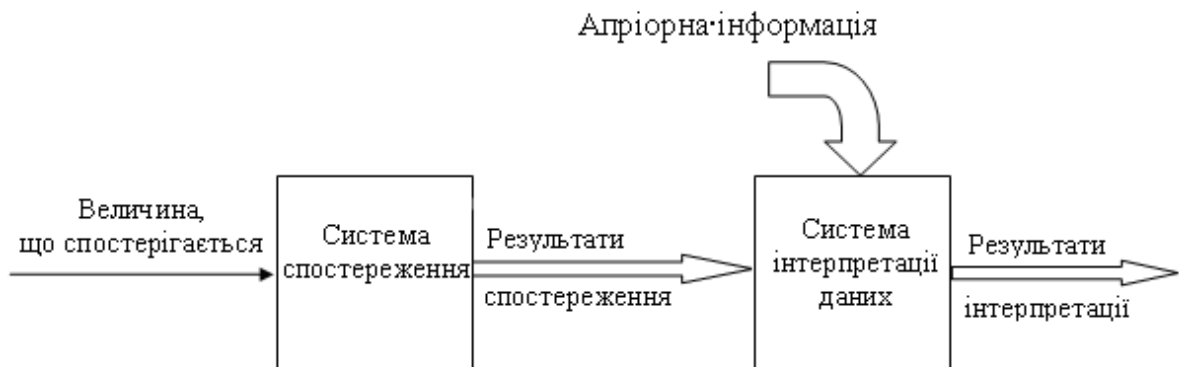 Апріорна·інформація
Величина,
що спостерігається
Система
спостереження
Результати
спостереження
Система
інтерпретації
даних
Результати
інтерпретації